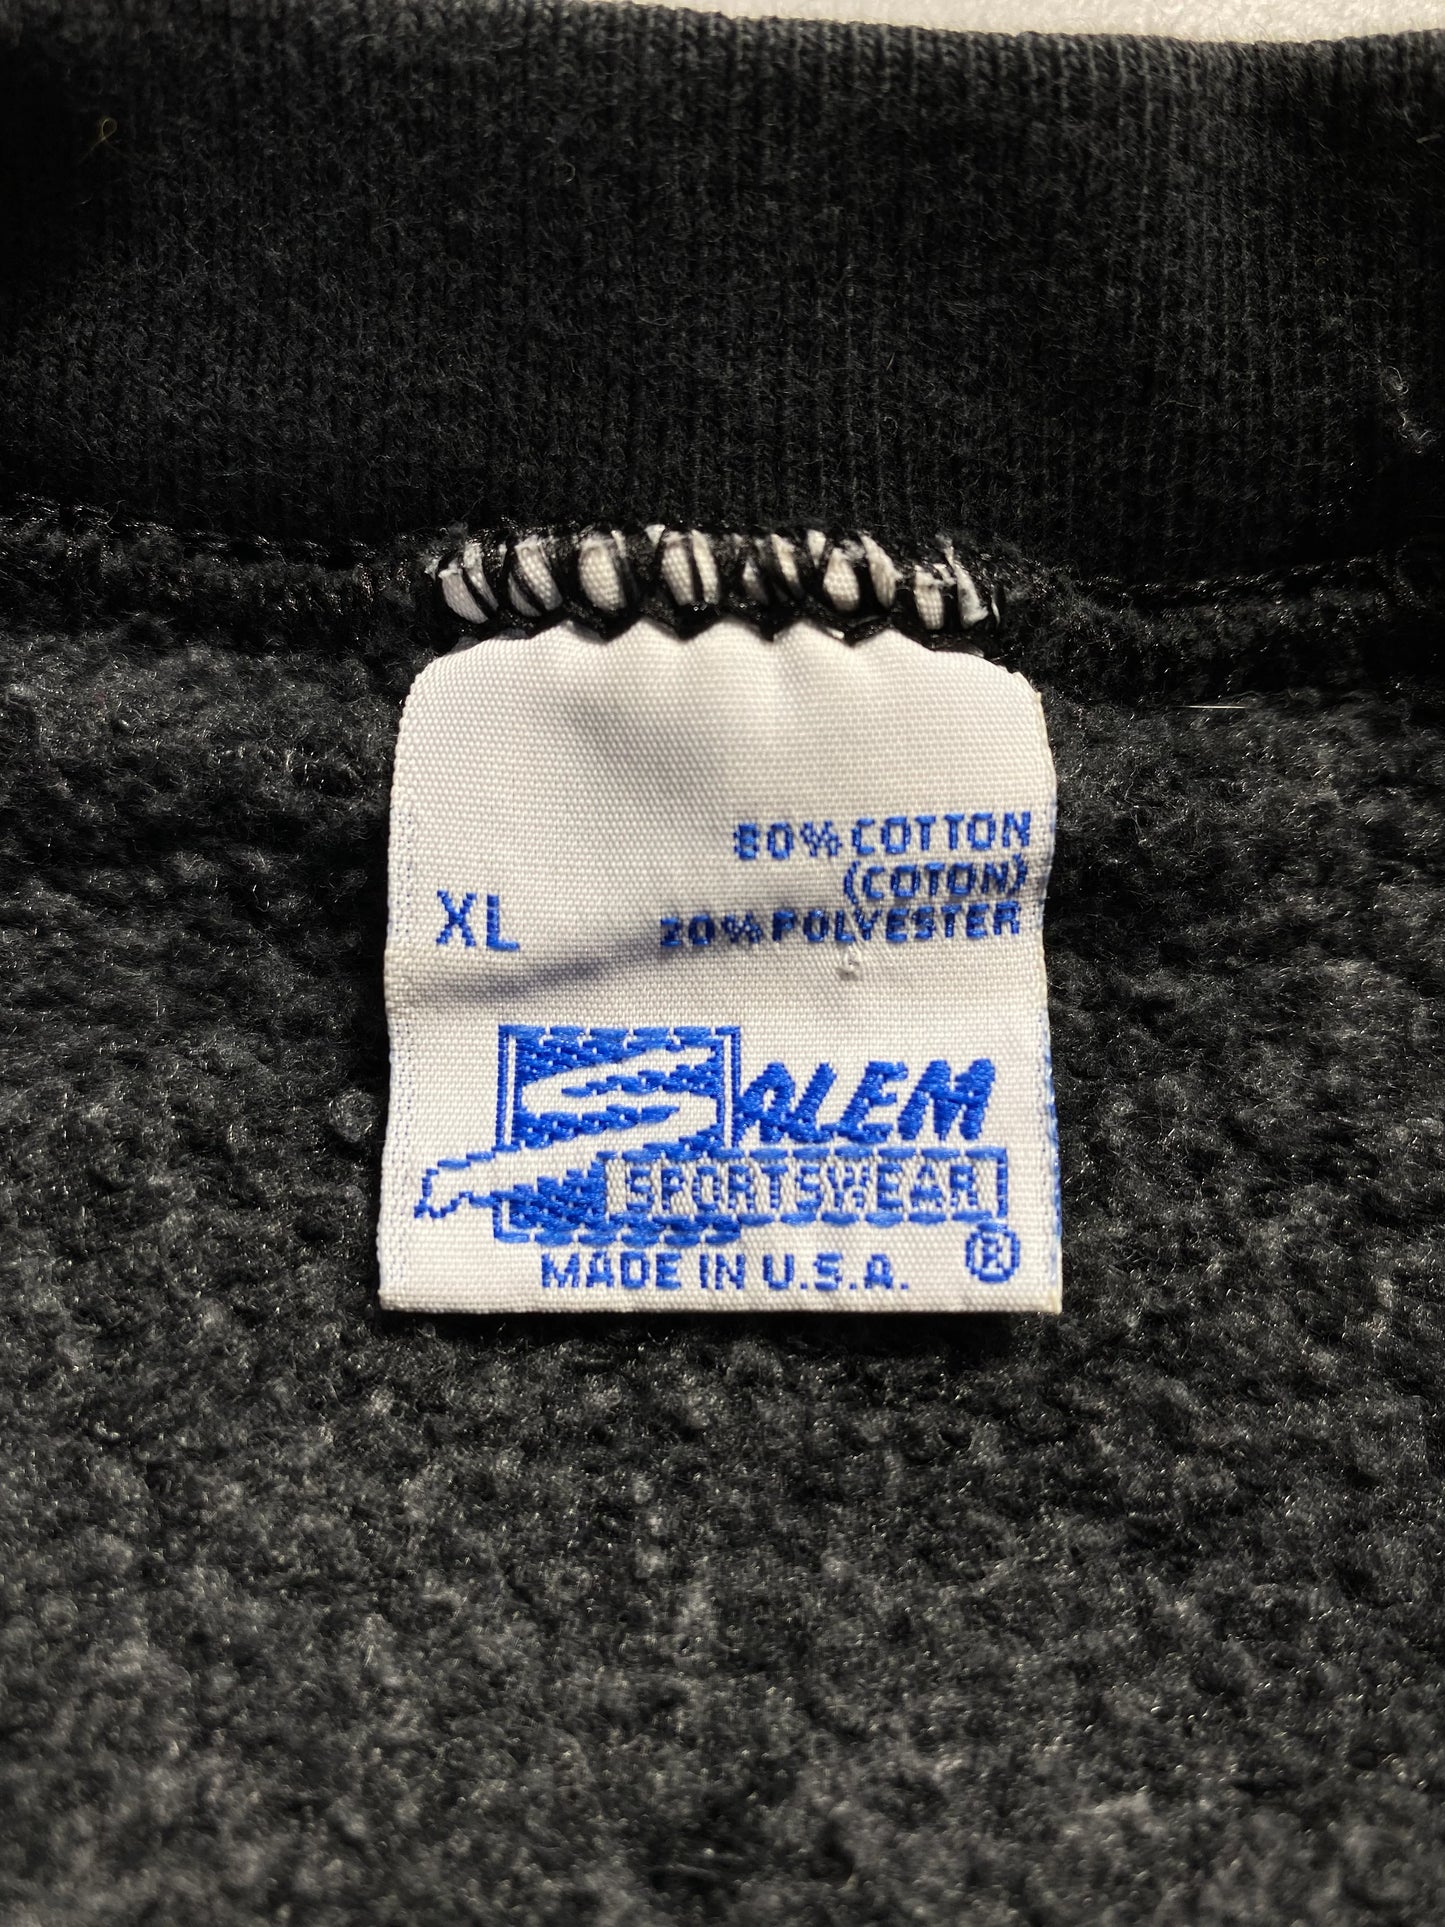 80% COTTON
(COTON)
XL 20% POLYESTER
SALEM
SPORTSWEAR
®
MADE IN U.S.A.